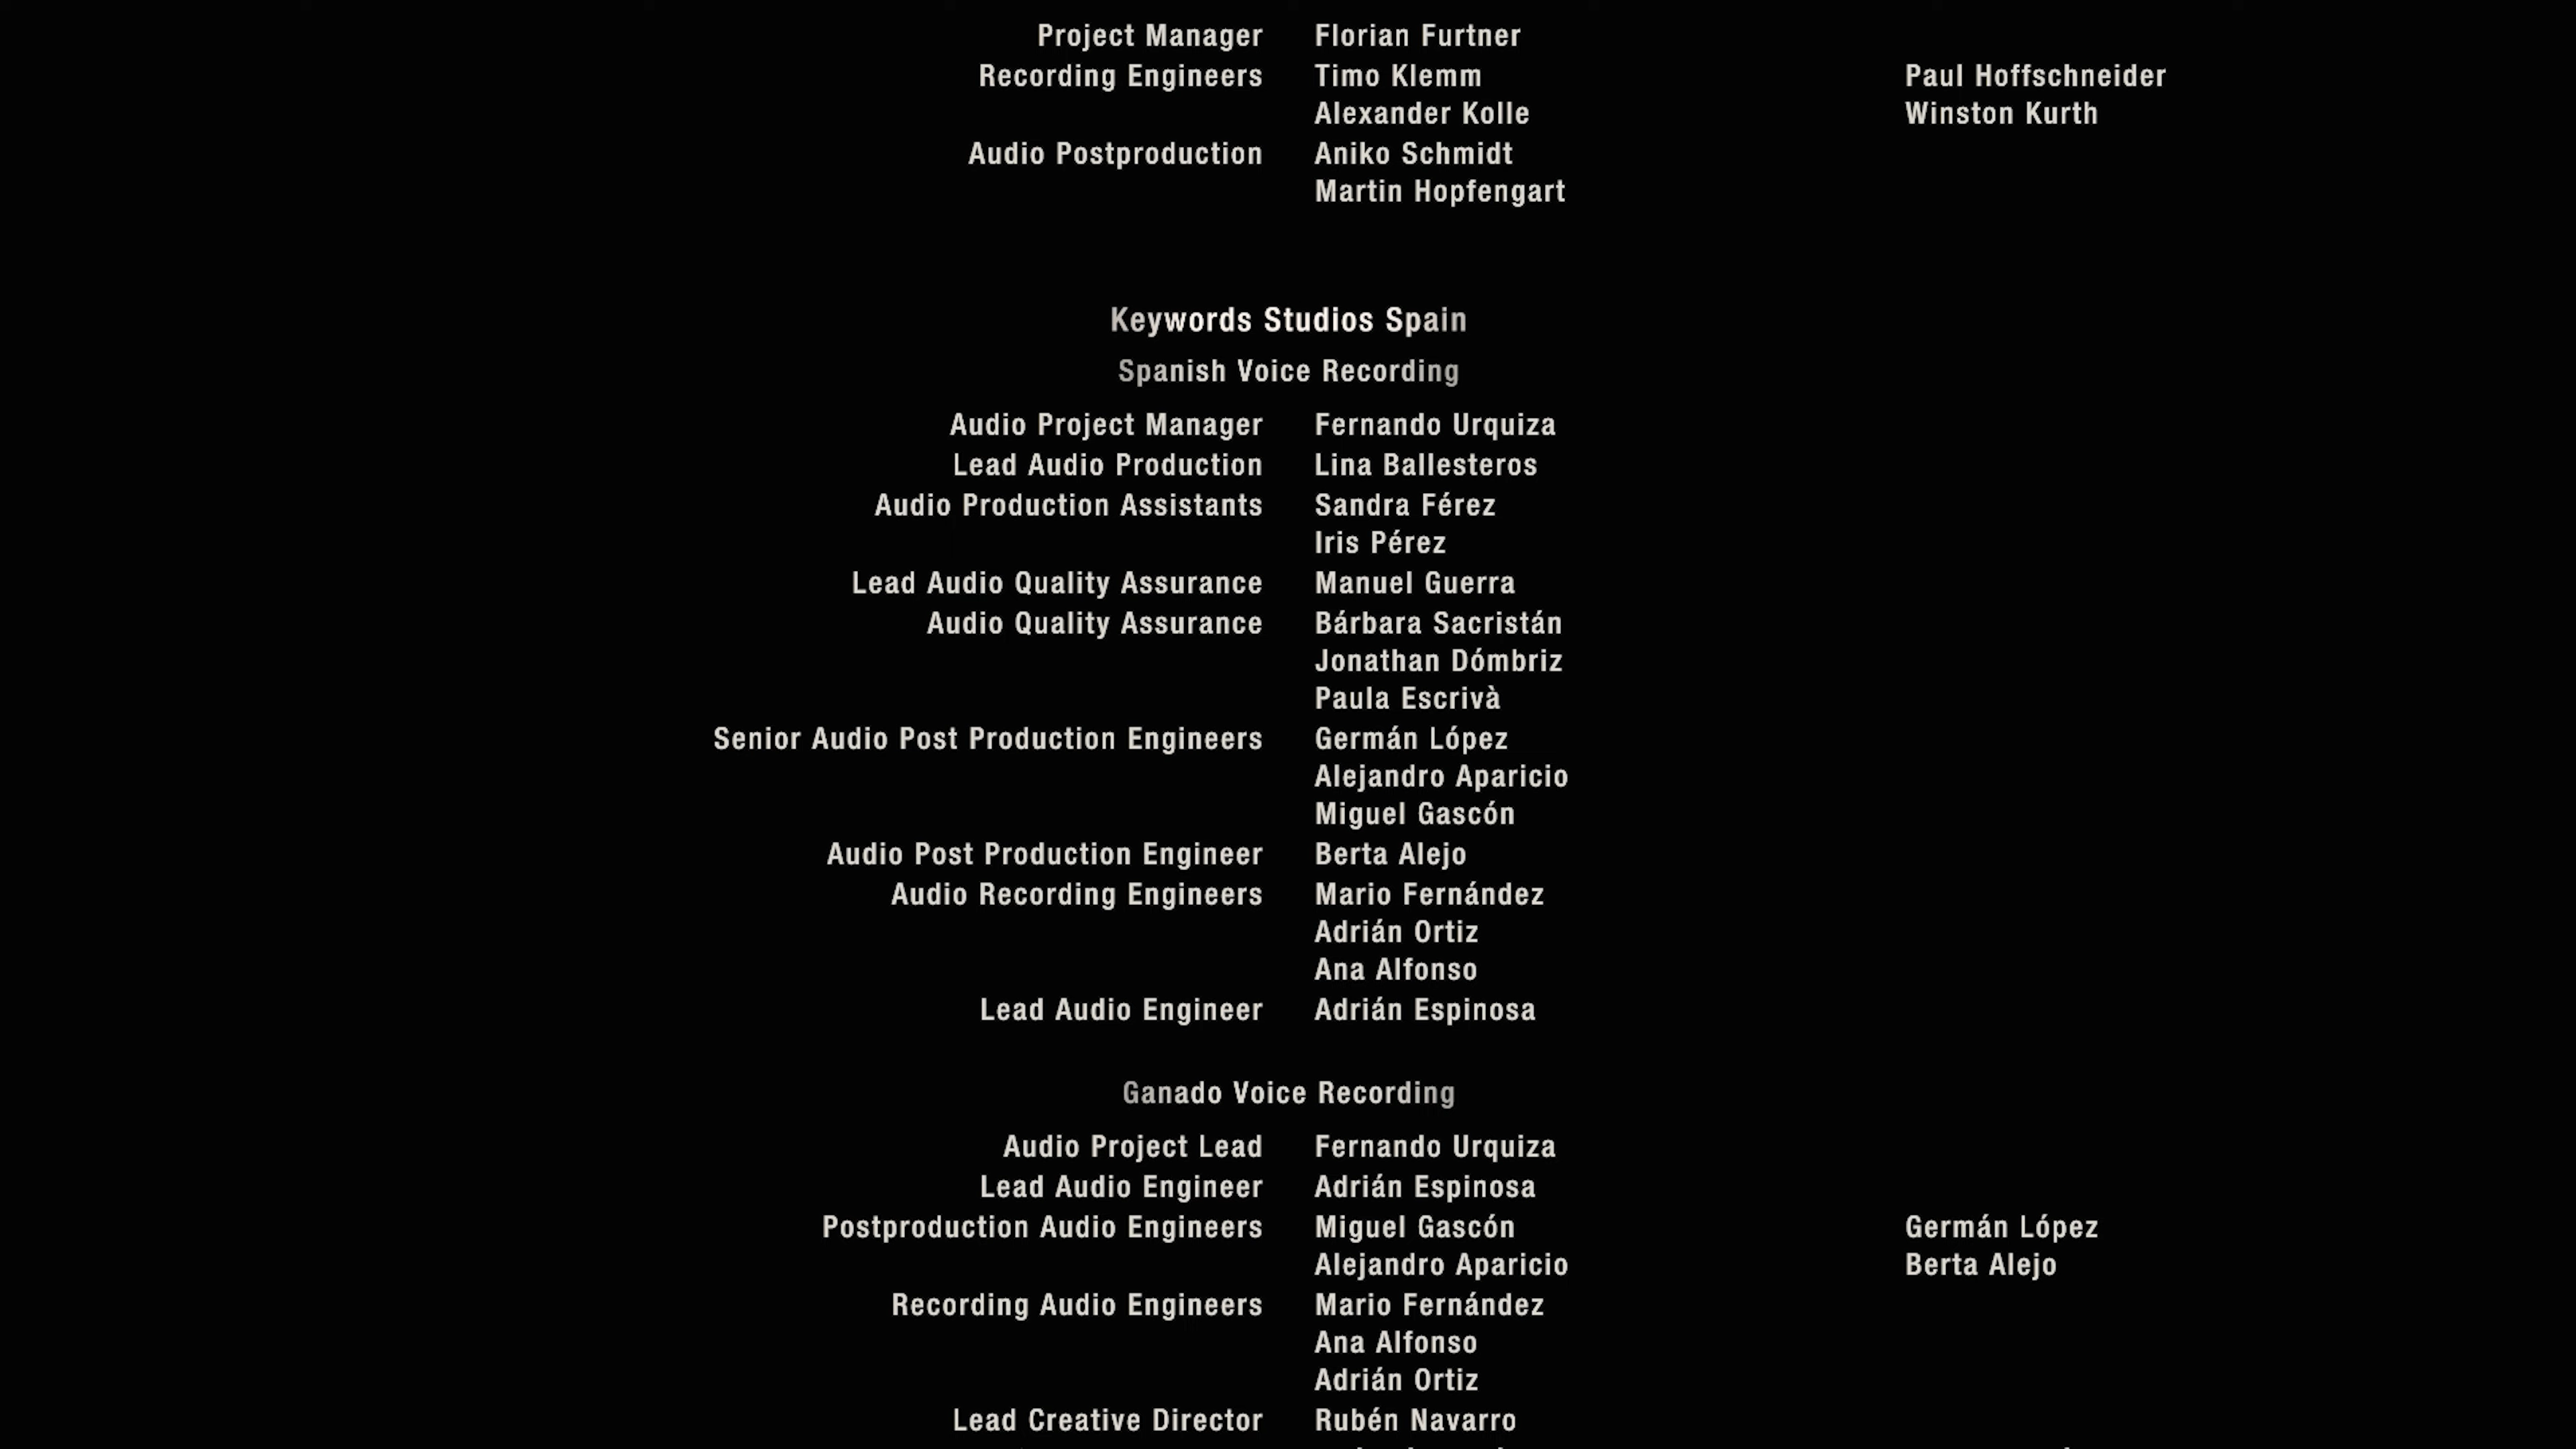 Project Manager Florian Furtner
Recording Engineers Timo Klemm Paul Hoffschneider
Alexander Kolle Winston Kurth
Audio Postproduction Aniko Schmidt
Martin Hopfengart
Keywords Studios Spain
Spanish Voice Recording
Audio Project Manager Fernando Urquiza
Lead Audio Production Lina Ballesteros
Audio Production Assistants Sandra Férez
Iris Pérez
Lead Audio Quality Assurance Manuel Guerra
Audio Quality Assurance Bárbara Sacristán
Jonathan Dómbriz
Paula Escrivà
Senior Audio Post Production Engineers Germán López
Alejandro Aparicio
Miguel Gascón
Audio Post Production Engineer Berta Alejo
Audio Recording Engineers Mario Fernández
Adrián Ortiz
Ana Alfonso
Lead Audio Engineer Adrián Espinosa
Ganado Voice Recording
Audio Project Lead Fernando Urquiza
Lead Audio Engineer Adrián Espinosa
Postproduction Audio Engineers Miguel Gascón Germán López
Alejandro Aparicio Berta Alejo
Recording Audio Engineers Mario Fernández
Ana Alfonso
Adrián Ortiz
Lead Creative Director Rubén Navarro